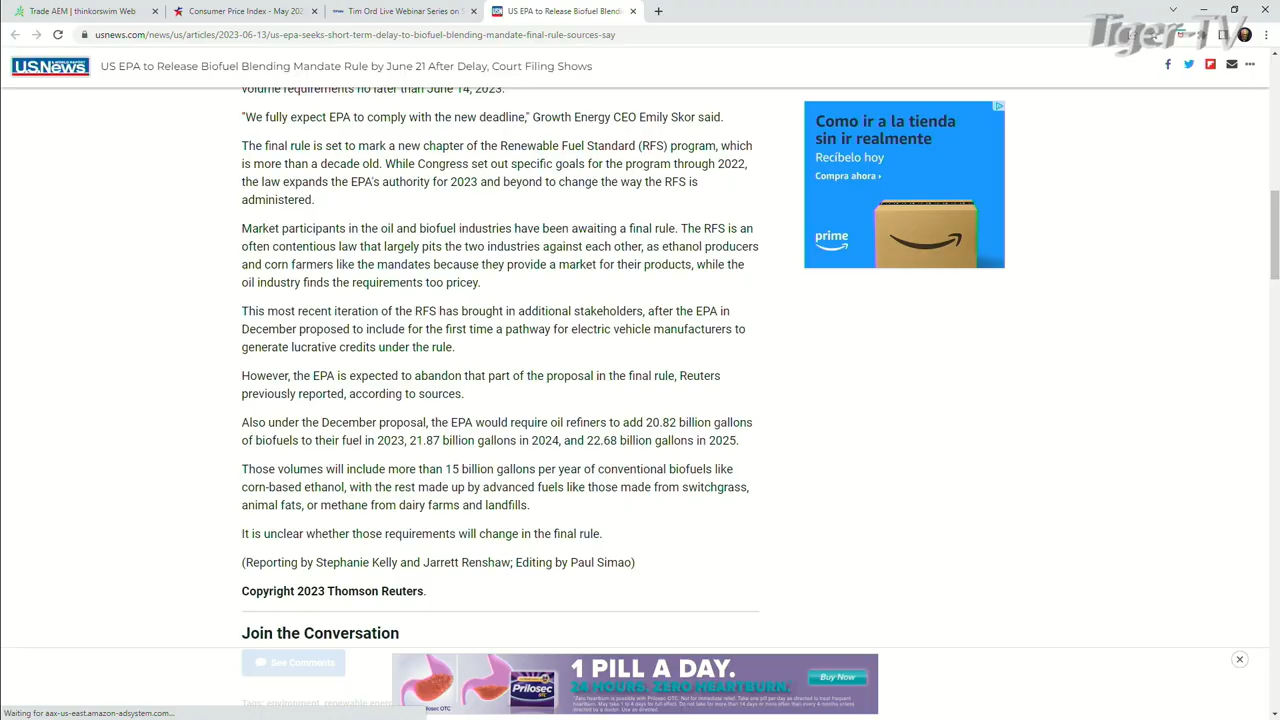 Trade AEM | thinkorswim Web
Consumer Price Index - May 202
Tim Ord Live Webinar Series on S
US EPA to Release Biofuel Blendi
usnews.com/news/us/articles/2023-06-13/us-epa-seeks-short-term-delay-to-biofuel-blending-mandate-final-rule-sources-say
Tiger-TV
U.S.News
US EPA to Release Biofuel Blending Mandate Rule by June 21 After Delay, Court Filing Shows
volume requirements no later than June 14, 2023.
"We fully expect EPA to comply with the new deadline," Growth Energy CEO Emily Skor said.
The final rule is set to mark a new chapter of the Renewable Fuel Standard (RFS) program, which
is more than a decade old. While Congress set out specific goals for the program through 2022,
the law expands the EPA's authority for 2023 and beyond to change the way the RFS is
administered.
Market participants in the oil and biofuel industries have been awaiting a final rule. The RFS is an
often contentious law that largely pits the two industries against each other, as ethanol producers
and corn farmers like the mandates because they provide a market for their products, while the
oil industry finds the requirements too pricey.
This most recent iteration of the RFS has brought in additional stakeholders, after the EPA in
December proposed to include for the first time a pathway for electric vehicle manufacturers to
generate lucrative credits under the rule.
However, the EPA is expected to abandon that part of the proposal in the final rule, Reuters
previously reported, according to sources.
Also under the December proposal, the EPA would require oil refiners to add 20.82 billion gallons
of biofuels to their fuel in 2023, 21.87 billion gallons in 2024, and 22.68 billion gallons in 2025.
Those volumes will include more than 15 billion gallons per year of conventional biofuels like
corn-based ethanol, with the rest made up by advanced fuels like those made from switchgrass,
animal fats, or methane from dairy farms and landfills.
It is unclear whether those requirements will change in the final rule.
(Reporting by Stephanie Kelly and Jarrett Renshaw; Editing by Paul Simao)
Copyright 2023 Thomson Reuters.
Join the Conversation
See Comments
Tags: environment, renewable
Como ir a la tienda
sin ir realmente
Recíbelo hoy
Compra ahora ›
prime
Prilosec OTC
1 PILL A DAY.
24 HOURS. ZERO HEARTBURN.
Buy Now
Waiting for ax-us-east.